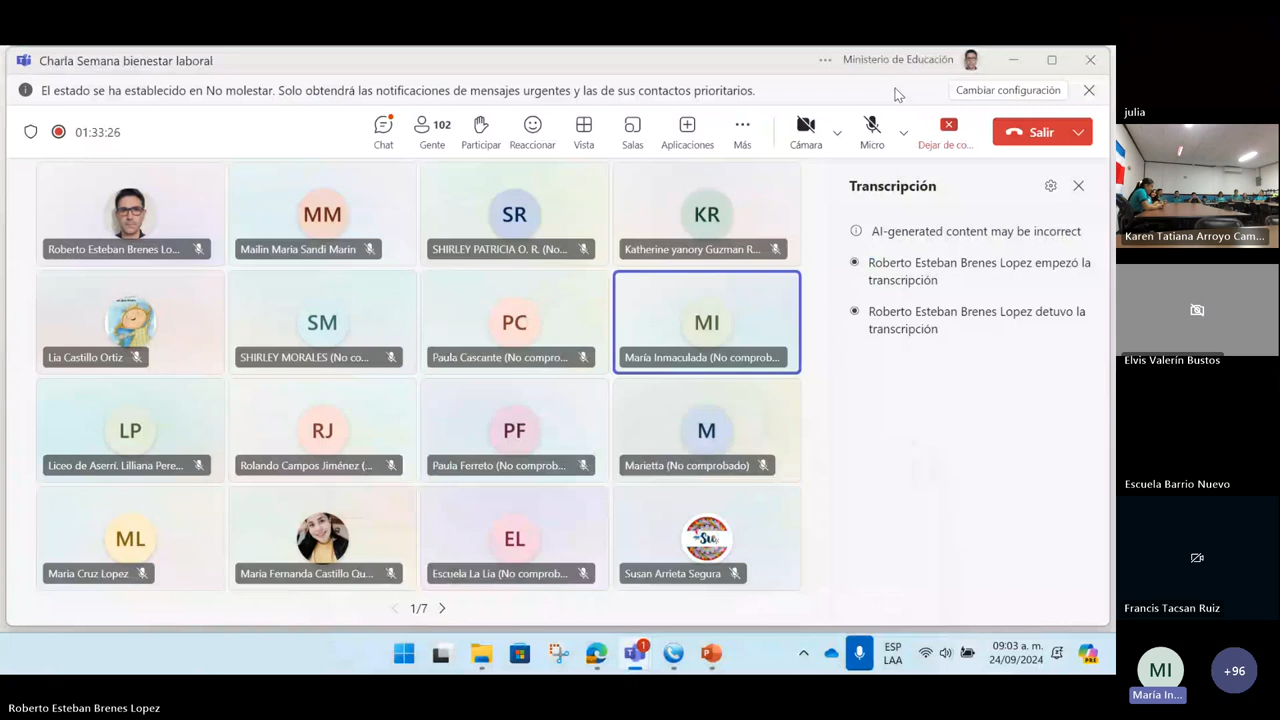 Charla Semana bienestar laboral
Ministerio de Educación
El estado se ha establecido en No molestar. Solo obtendrá las notificaciones de mensajes urgentes y las de sus contactos prioritarios.
Cambiar configuración
01:33:26
Chat
102
Gente
Participar
Reaccionar
Vista
Salas
Aplicaciones
Más
Cámara
Micro
Dejar de co...
Salir
Roberto Esteban Brenes Lo...
MM
Mailin Maria Sandi Marin
SR
SHIRLEY PATRICIA O. R. (No...
KR
Katherine yanory Guzman R...
Lia Castillo Ortiz
SM
SHIRLEY MORALES (No co...
PC
Paula Cascante (No compro...
MI
María Inmaculada (No comprob...
LP
Liceo de Aserrí. Lilliana Pere...
RJ
Rolando Campos Jiménez (...
PF
Paula Ferreto (No comprob...
M
Marietta (No comprobado)
ML
Maria Cruz Lopez
Maria Fernanda Castillo Qu...
EL
Escuela La Lia (No comprob...
Susan Arrieta Segura
1/7
Transcripción
AI-generated content may be incorrect
Roberto Esteban Brenes Lopez empezó la
transcripción
Roberto Esteban Brenes Lopez detuvo la
transcripción
ESP
LAA
09:03 a. m.
24/09/2024
PRE
julia
Karen Tatiana Arroyo Cam...
Elvis Valerín Bustos
Escuela Barrio Nuevo
Francis Tacsan Ruiz
MI
María In...
+96
Roberto Esteban Brenes Lopez